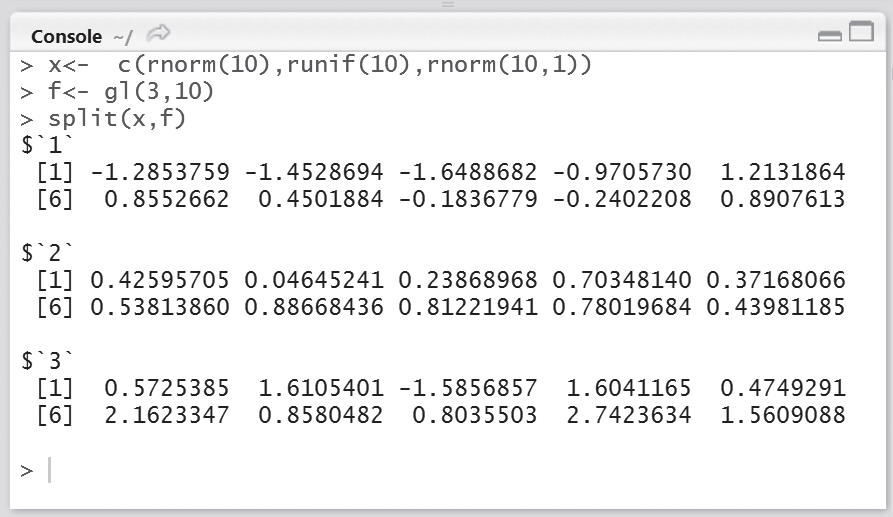 Console ~/
> x<-  c(rnorm(10),runif(10),rnorm(10,1))
> f<- gl(3,10)
> split(x,f)
$`1`
 [1] -1.2853759 -1.4528694 -1.6488682 -0.9705730  1.2131864
 [6]  0.8552662  0.4501884 -0.1836779 -0.2402208  0.8907613

$`2`
 [1] 0.42595705 0.04645241 0.23868968 0.70348140 0.37168066
 [6] 0.53813860 0.88668436 0.81221941 0.78019684 0.43981185

$`3`
 [1]  0.5725385  1.6105401 -1.5856857  1.6041165  0.4749291
 [6]  2.1623347  0.8580482  0.8035503  2.7423634  1.5609088

>